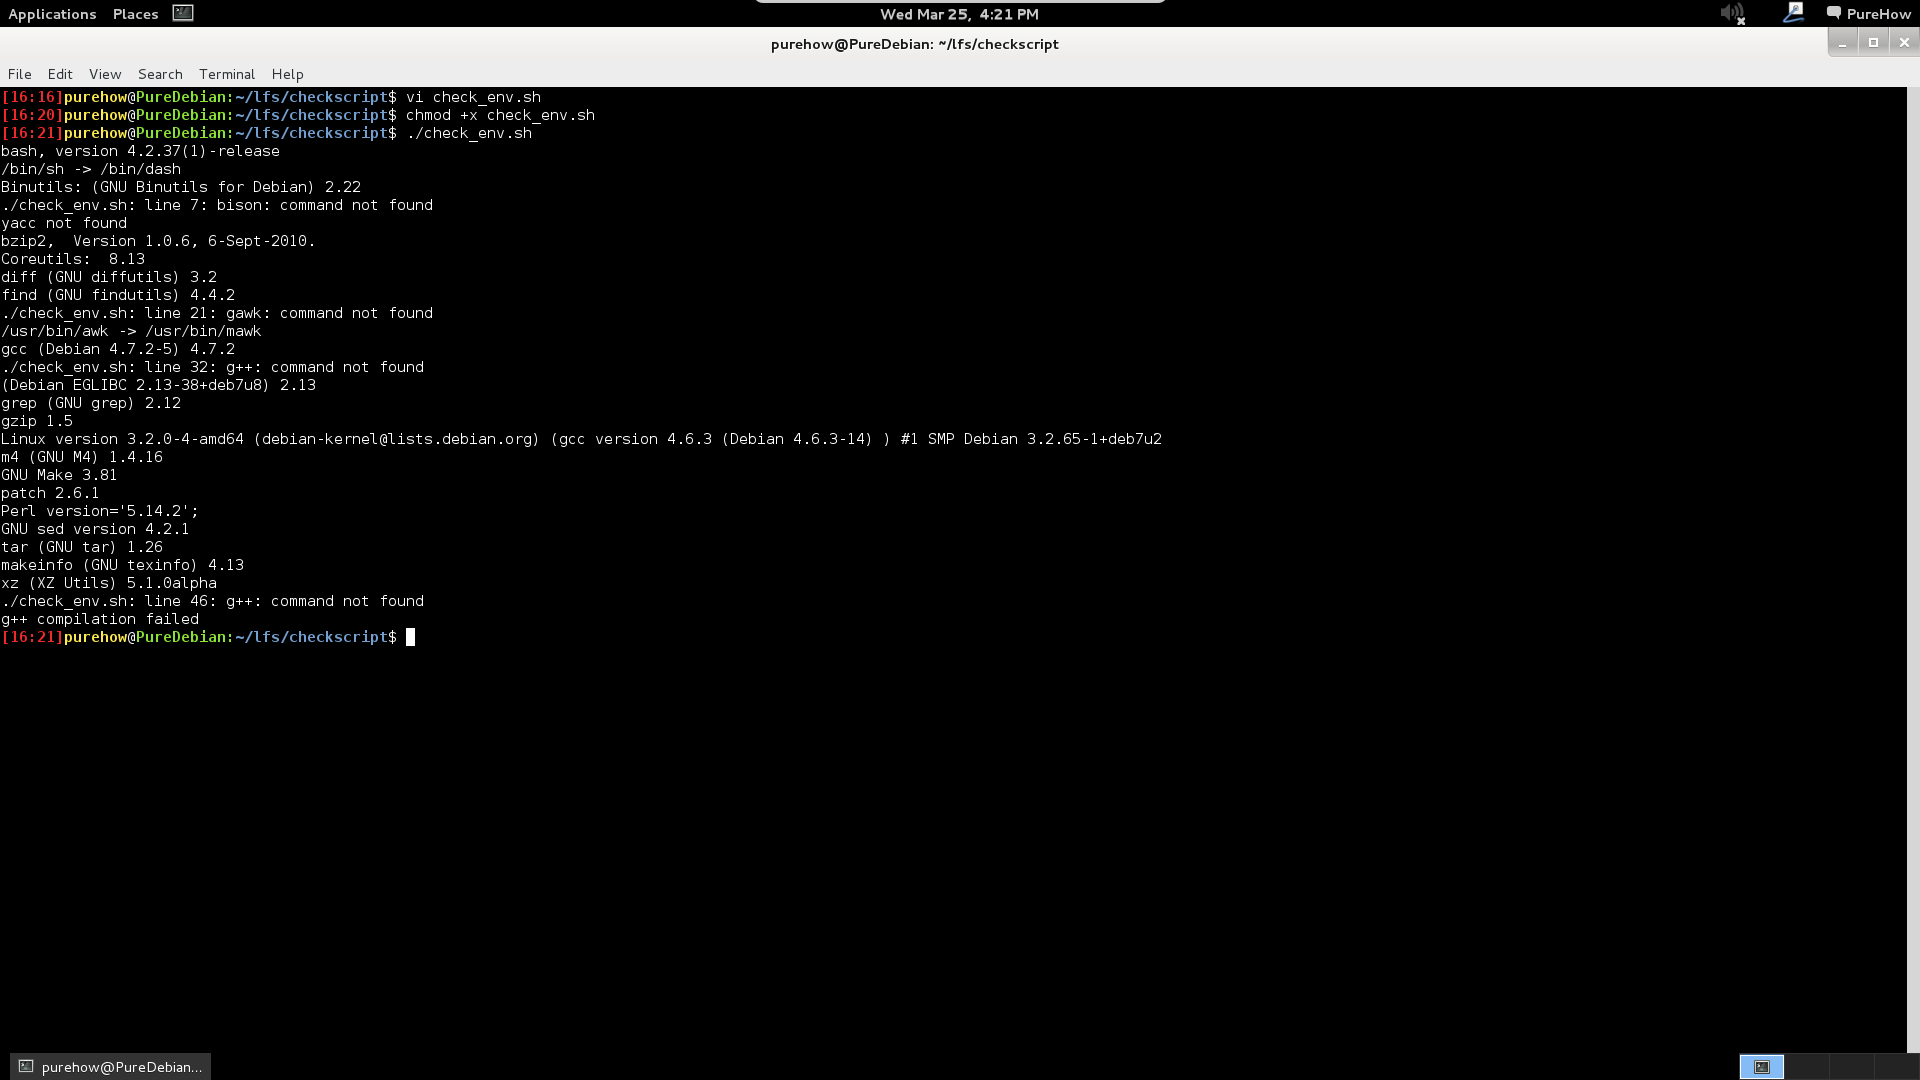 Applications Places Wed Mar 25, 4:21 PM PureHow
purehow@PureDebian: ~/lfs/checkscript
File Edit View Search Terminal Help
[16:16]purehow@PureDebian:~/lfs/checkscript$ vi check_env.sh
[16:20]purehow@PureDebian:~/lfs/checkscript$ chmod +x check_env.sh
[16:21]purehow@PureDebian:~/lfs/checkscript$ ./check_env.sh
bash, version 4.2.37(1)-release
/bin/sh -> /bin/dash
Binutils: (GNU Binutils for Debian) 2.22
./check_env.sh: line 7: bison: command not found
yacc not found
bzip2,  Version 1.0.6, 6-Sept-2010.
Coreutils:  8.13
diff (GNU diffutils) 3.2
find (GNU findutils) 4.4.2
./check_env.sh: line 21: gawk: command not found
/usr/bin/awk -> /usr/bin/mawk
gcc (Debian 4.7.2-5) 4.7.2
./check_env.sh: line 32: g++: command not found
(Debian EGLIBC 2.13-38+deb7u8) 2.13
grep (GNU grep) 2.12
gzip 1.5
Linux version 3.2.0-4-amd64 (debian-kernel@lists.debian.org) (gcc version 4.6.3 (Debian 4.6.3-14) ) #1 SMP Debian 3.2.65-1+deb7u2
m4 (GNU M4) 1.4.16
GNU Make 3.81
patch 2.6.1
Perl version='5.14.2';
GNU sed version 4.2.1
tar (GNU tar) 1.26
makeinfo (GNU texinfo) 4.13
xz (XZ Utils) 5.1.0alpha
./check_env.sh: line 46: g++: command not found
g++ compilation failed
[16:21]purehow@PureDebian:~/lfs/checkscript$
purehow@PureDebian...